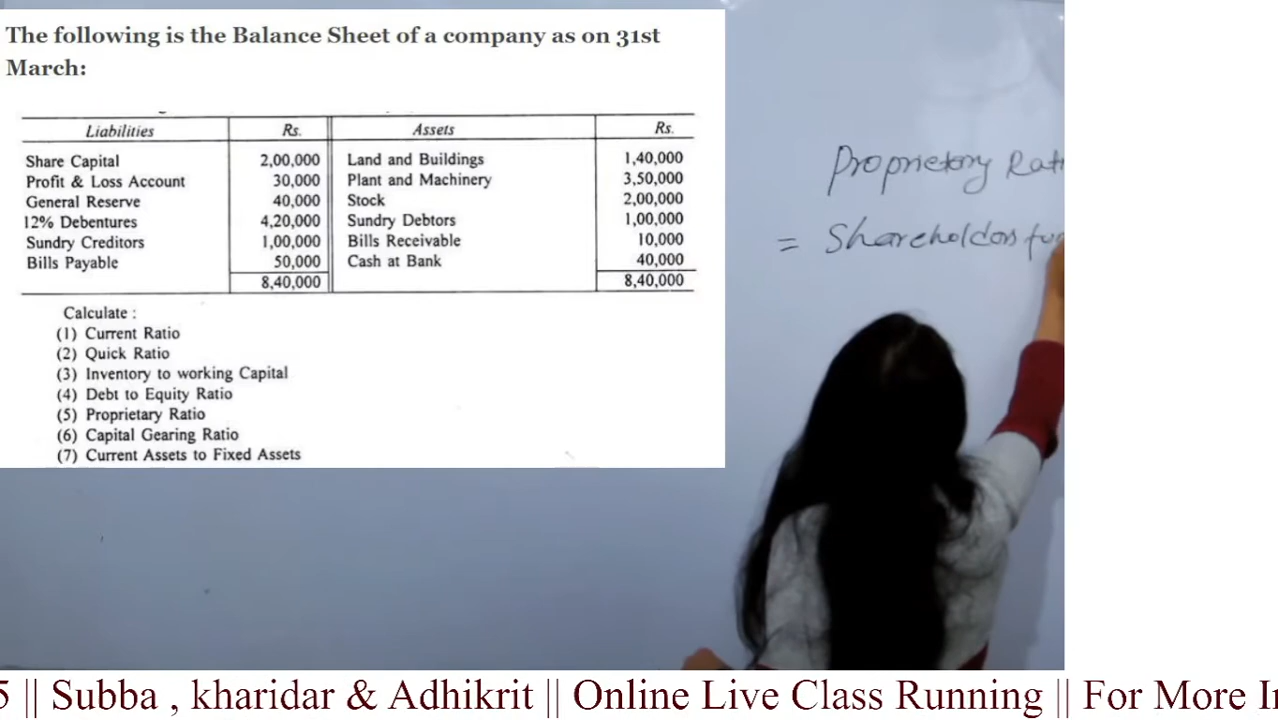 The following is the Balance Sheet of a company as on 31st
March:
Liabilities Rs. Assets Rs.
Share Capital 2,00,000 Land and Buildings 1,40,000
Profit & Loss Account 30,000 Plant and Machinery 3,50,000
General Reserve 40,000 Stock 2,00,000
12% Debentures 4,20,000 Sundry Debtors 1,00,000
Sundry Creditors 1,00,000 Bills Receivable 10,000
Bills Payable 50,000 Cash at Bank 40,000
8,40,000 8,40,000
Calculate :
(1) Current Ratio
(2) Quick Ratio
(3) Inventory to working Capital
(4) Debt to Equity Ratio
(5) Proprietary Ratio
(6) Capital Gearing Ratio
(7) Current Assets to Fixed Assets
Proprietory Rati
= Shareholders fu
5 || Subba , kharidar & Adhikrit || Online Live Class Running || For More In